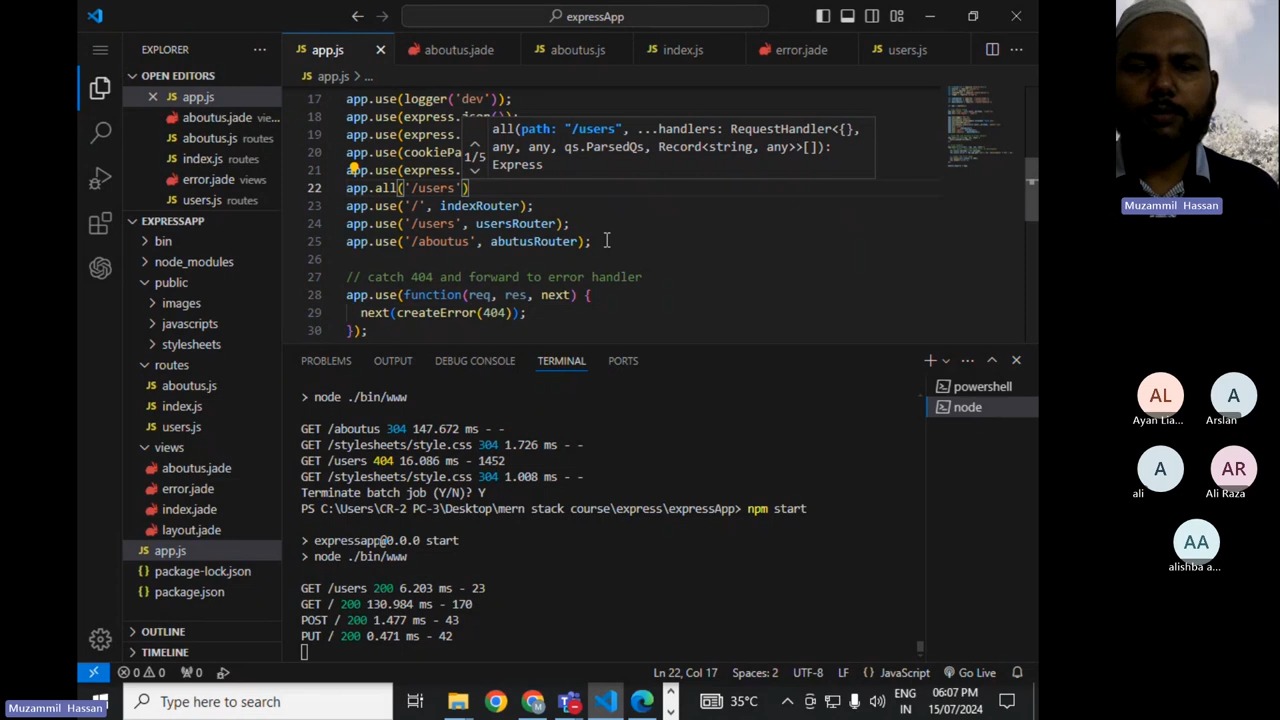 expressApp
EXPLORER
app.js
aboutus.jade
aboutus.js
index.js
error.jade
users.js
OPEN EDITORS
app.js
aboutus.jade vie...
aboutus.js routes
index.js routes
error.jade views
users.js routes
EXPRESSAPP
bin
node_modules
public
images
javascripts
stylesheets
routes
aboutus.js
index.js
users.js
views
aboutus.jade
error.jade
index.jade
layout.jade
app.js
package-lock.json
package.json
OUTLINE
TIMELINE
app.js > ...
17 app.use(logger('dev'));
18 app.use(express.json());
19 app.use(express.
20 app.use(cookiePa
21 app.use(express.
22 app.all('/users')
23 app.use('/', indexRouter);
24 app.use('/users', usersRouter);
25 app.use('/aboutus', abutusRouter);
26
27 // catch 404 and forward to error handler
28 app.use(function(req, res, next) {
29 next(createError(404));
30 });
1/5
all(path: "/users", ...handlers: RequestHandler<{},
any, any, qs.ParsedQs, Record<string, any>>[]):
Express
PROBLEMS
OUTPUT
DEBUG CONSOLE
TERMINAL
PORTS
powershell
node
> node ./bin/www
GET /aboutus 304 147.672 ms - -
GET /stylesheets/style.css 304 1.726 ms - -
GET /users 404 16.086 ms - 1452
GET /stylesheets/style.css 304 1.008 ms - -
Terminate batch job (Y/N)? Y
PS C:\Users\CR-2 PC-3\Desktop\mern stack course\express\expressApp> npm start
> expressapp@0.0.0 start
> node ./bin/www
GET /users 200 6.203 ms - 23
GET / 200 130.984 ms - 170
POST / 200 1.477 ms - 43
PUT / 200 0.471 ms - 42
0 0 0
Ln 22, Col 17
Spaces: 2
UTF-8
LF
{} JavaScript
Go Live
Type here to search
35°C
ENG
IN
06:07 PM
15/07/2024
Muzammil Hassan
Muzammil Hassan
AL
Ayan Lia...
A
Arslan
A
ali
AR
Ali Raza
AA
alishba a...